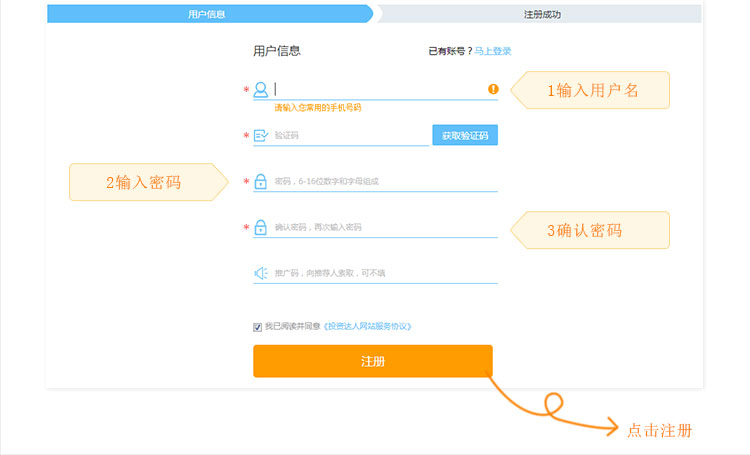 用户信息
注册成功
用户信息
已有账号？马上登录
*
1输入用户名
请输入您常用的手机号码
* 验证码
获取验证码
2输入密码
* 密码，6-16位数字和字母组成
* 确认密码，再次输入密码
3确认密码
推广码，向推荐人索取，可不填
我已阅读并同意《投资达人网站服务协议》
注册
点击注册